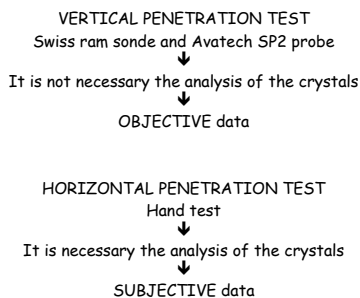 VERTICAL PENETRATION TEST
Swiss ram sonde and Avatech SP2 probe
🡻
It is not necessary the analysis of the crystals
🡻
OBJECTIVE data
HORIZONTAL PENETRATION TEST
Hand test
🡻
It is necessary the analysis of the crystals
🡻
SUBJECTIVE data